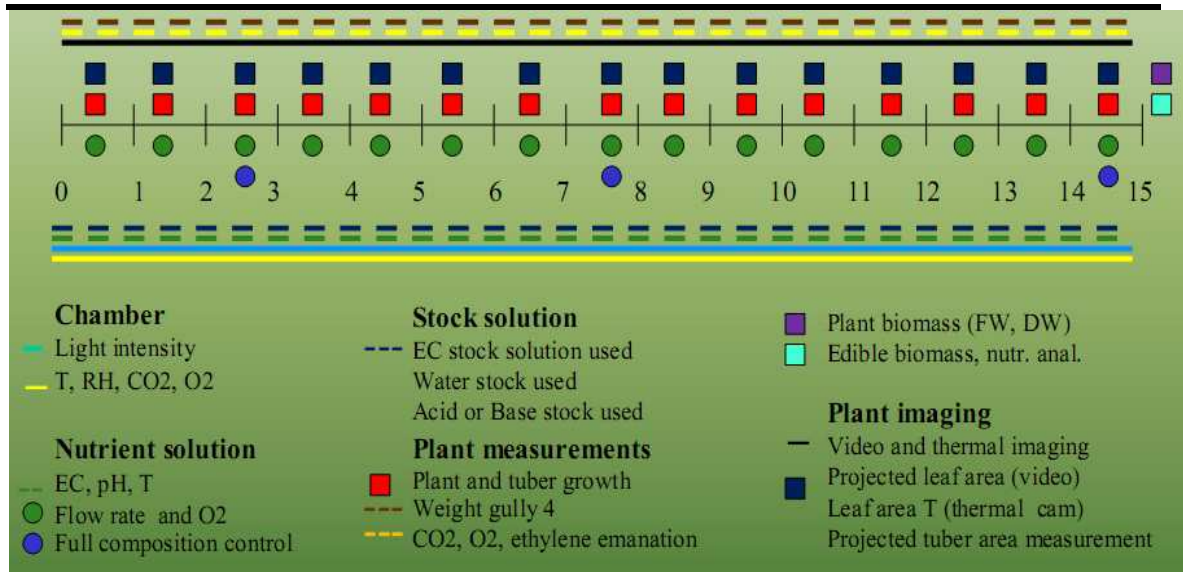 0 1 2 3 4 5 6 7 8 9 10 11 12 13 14 15
Chamber
Light intensity
T, RH, CO2, O2
Nutrient solution
EC, pH, T
Flow rate and O2
Full composition control
Stock solution
EC stock solution used
Water stock used
Acid or Base stock used
Plant measurements
Plant and tuber growth
Weight gully 4
CO2, O2, ethylene emanation
Plant biomass (FW, DW)
Edible biomass, nutr. anal.
Plant imaging
Video and thermal imaging
Projected leaf area (video)
Leaf area T (thermal cam)
Projected tuber area measurement